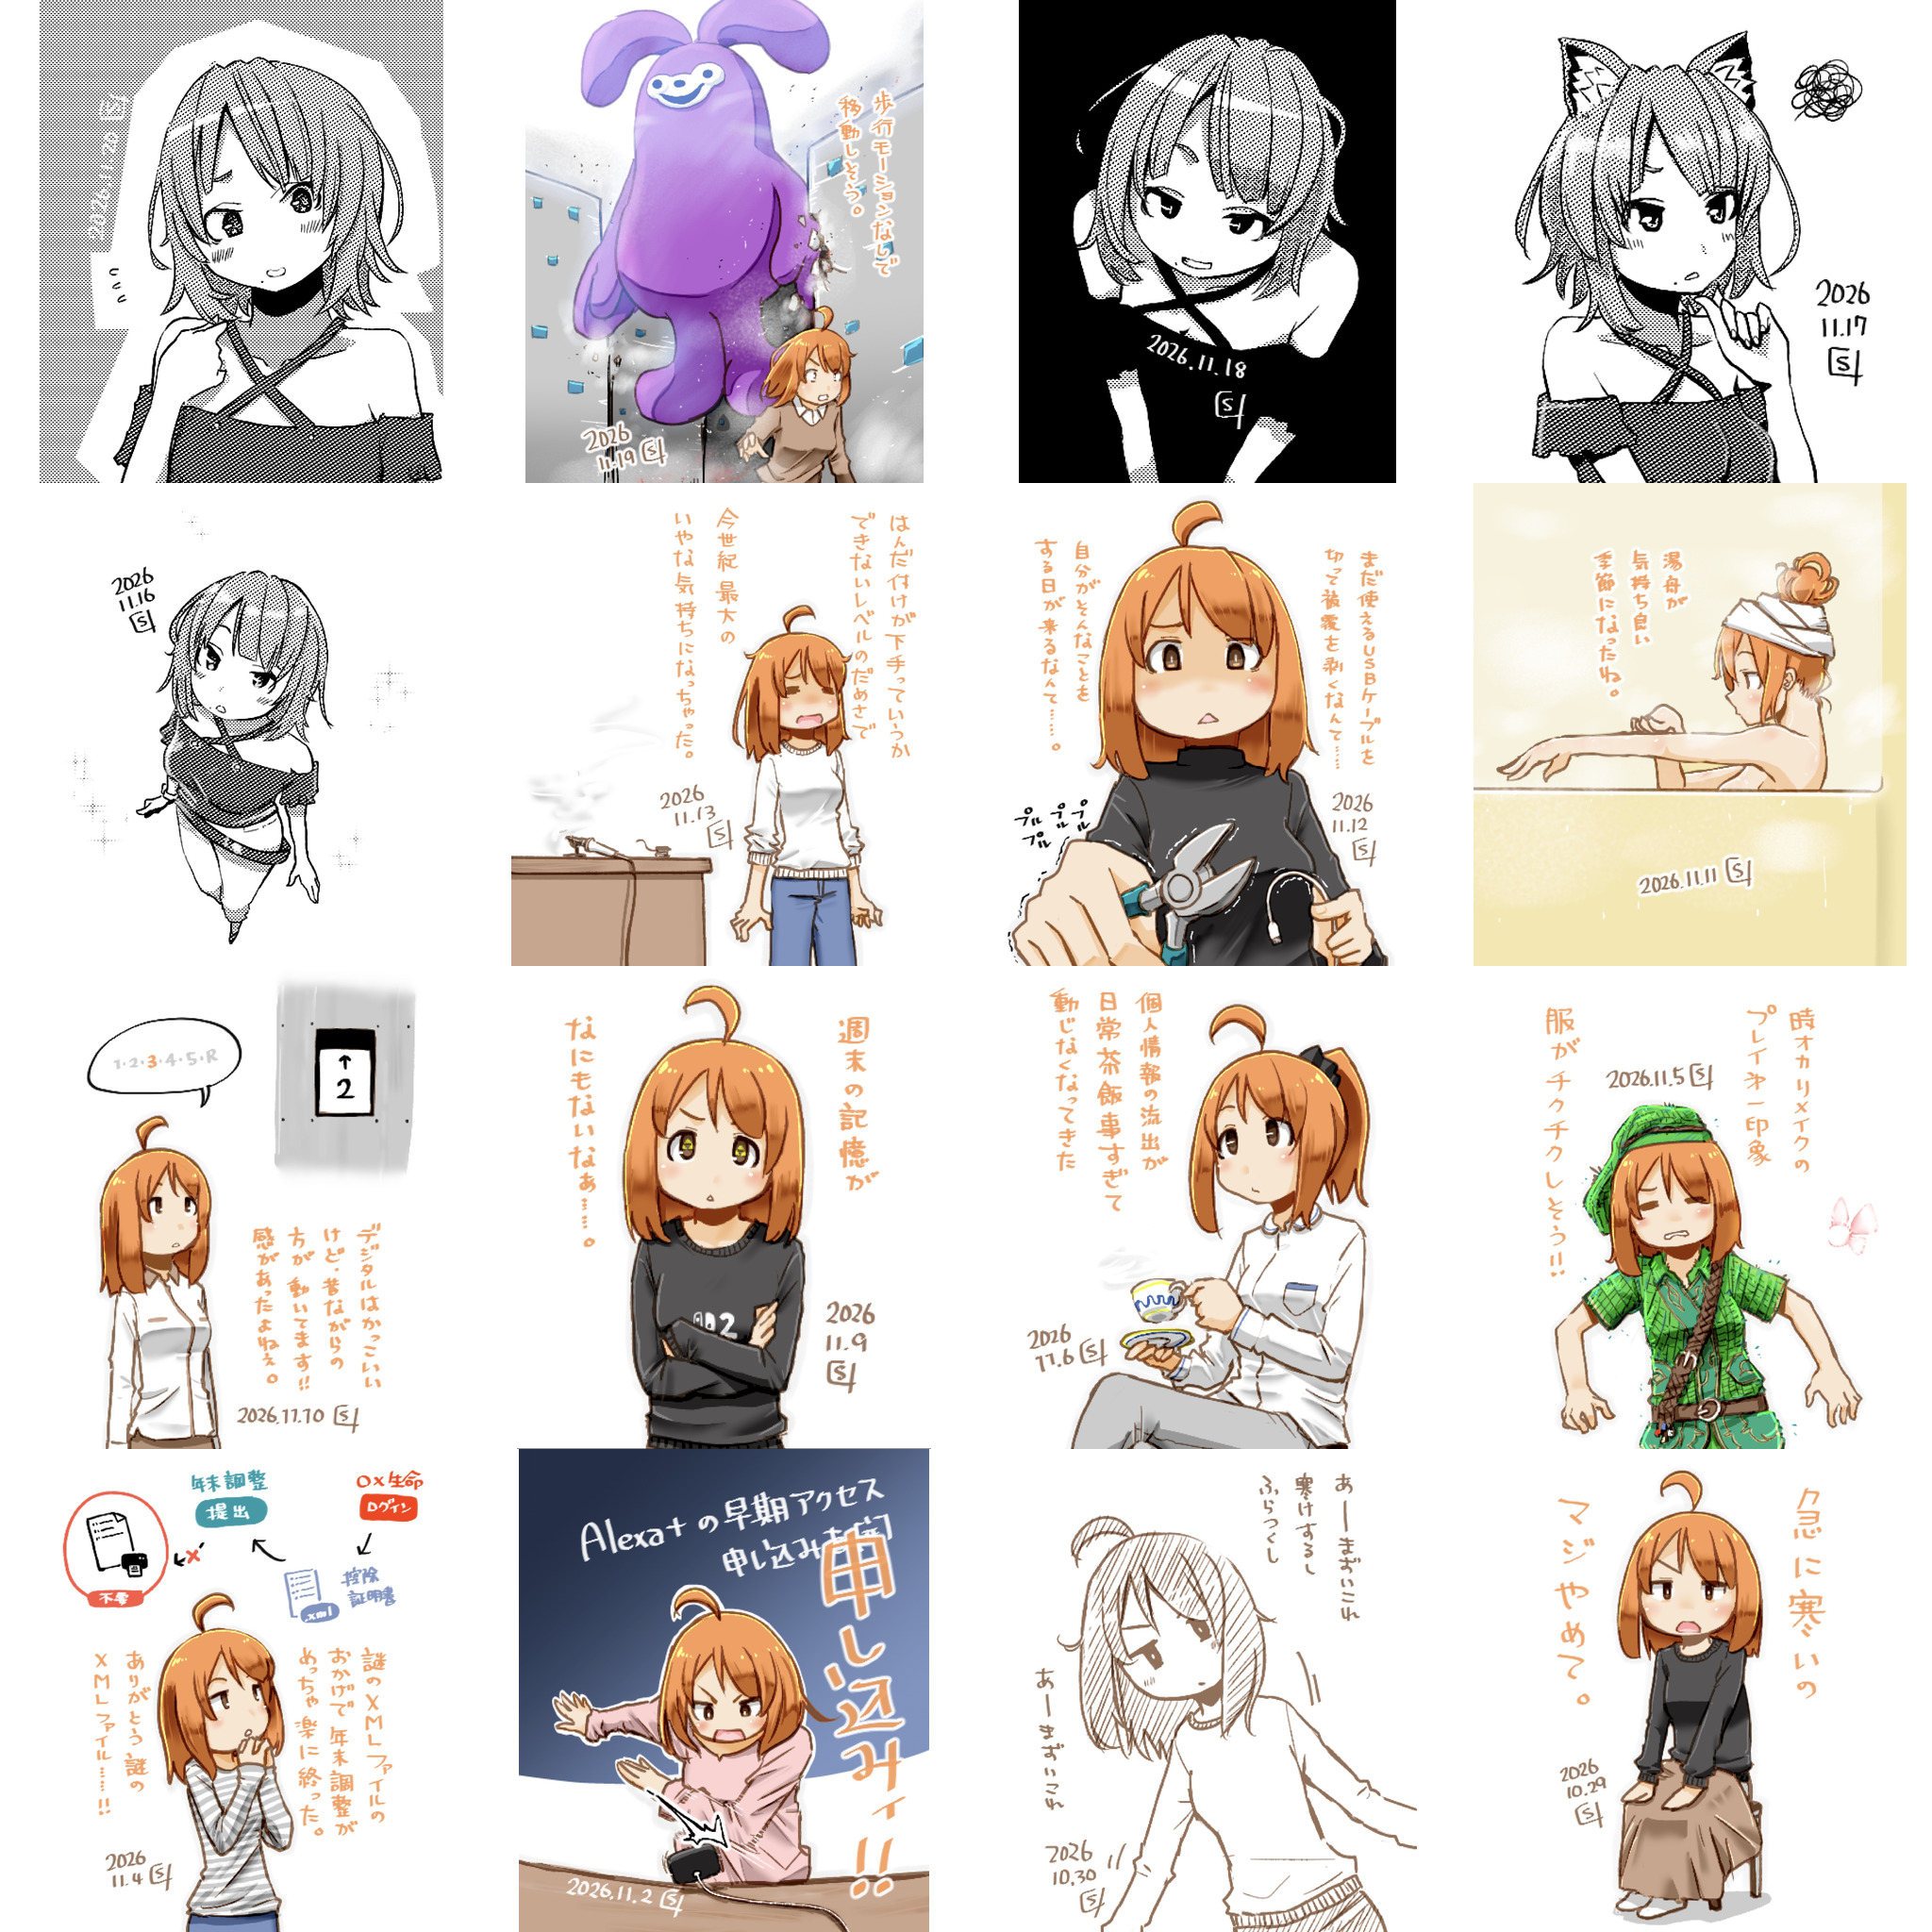 2026.11.20
歩行モーションなしで
移動しそう。
2026
11.19
2026.11.18
2026
11.17
2026
11.16
はんだ付けが下手っていうか
できないレベルのだめさで
今世紀最大の
いやな気持ちになっちゃった。
2026
11.13
まだ使えるUSBケーブルを
切って被覆を剥くなんて……
自分がそんなことを
する日が来るなんて……。
プルプルプル
プル
2026
11.12
湯舟が
気持ち良い
季節になったね。
2026.11.11
1・2・3・4・5・R
↑
2
デジタルはかっこいい
けど、昔ながらの
方が動いてます!!
感があったよねぇ。
2026.11.10
週末の記憶が
なにもないなぁ……。
2026
11.9
個人情報の流出が
日常茶飯事すぎて
動じなくなってきた
2026
11.6
時オカリメイクの
プレイ第一印象
服がチクチクしそう!!
2026.11.5
年末調整
提出
○×生命
ログイン
不要
控除
証明書
.xml
謎のXMLファイルの
おかげで年末調整が
めっちゃ楽に終った。
ありがとう謎の
XMLファイル……!!
2026
11.4
Alexa+の早期アクセス
申し込み
申し込みィ!!
2026.11.2
あーまずいこれ
寒けするし
ふらつくし
あーまずいこれ
2026
10.30
急に寒いの
マジやめて。
2026
10.29